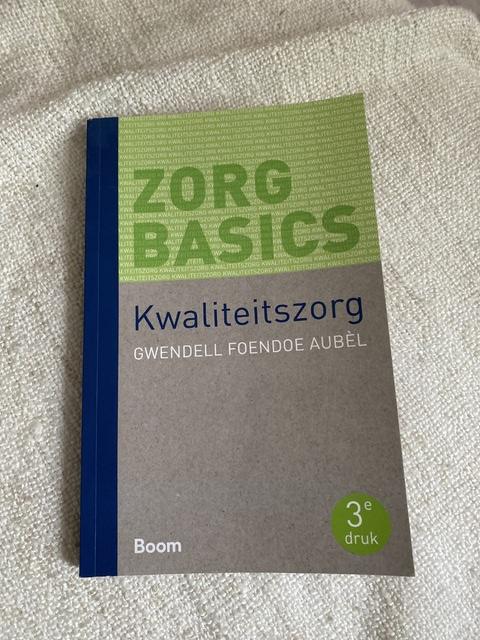 ZORG
BASICS
Kwaliteitszorg
GWENDELL FOENDOE AUBÈL
3e
druk
Boom